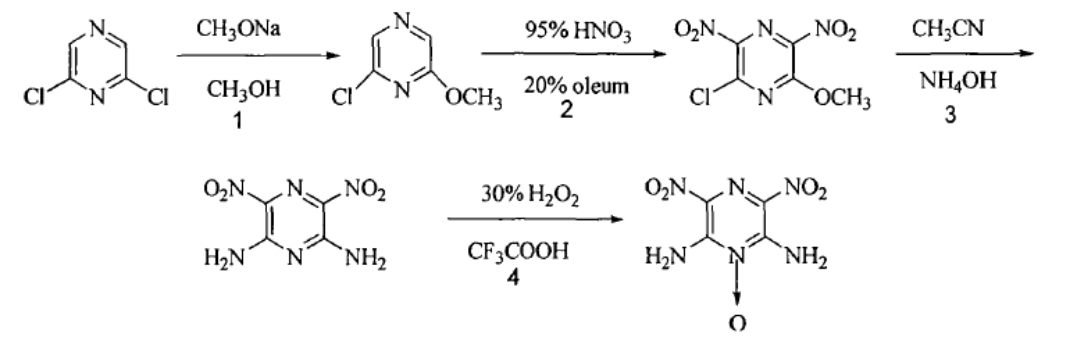 N
Cl N Cl
CH₃ONa
CH₃OH
1
N
Cl N OCH₃
95% HNO₃
20% oleum
2
O₂N N NO₂
Cl N OCH₃
CH₃CN
NH₄OH
3
O₂N N NO₂
H₂N N NH₂
30% H₂O₂
CF₃COOH
4
O₂N N NO₂
H₂N N NH₂
O